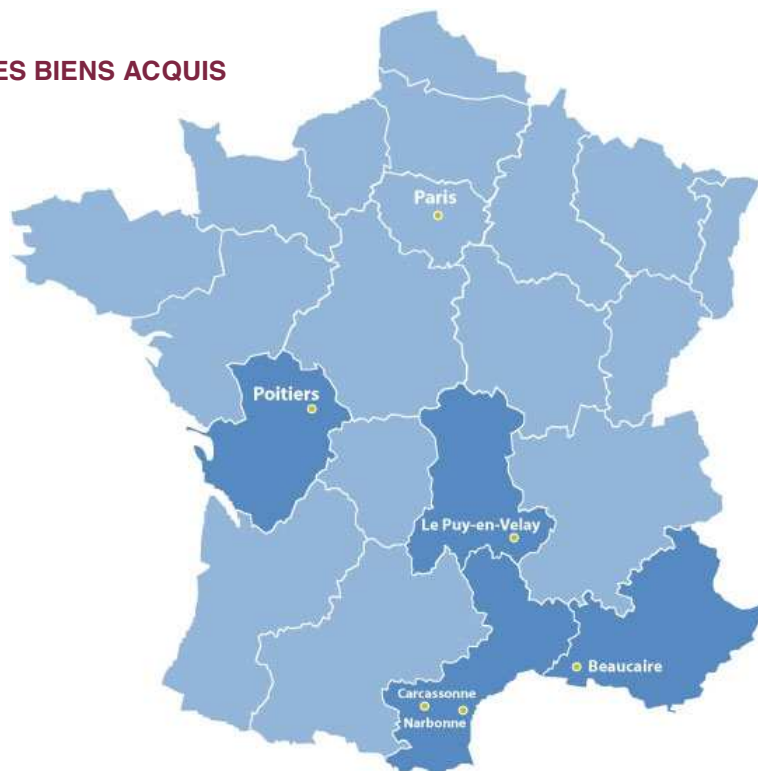 ES BIENS ACQUIS
Paris
Poitiers
Le Puy-en-Velay
Beaucaire
Carcassonne
Narbonne